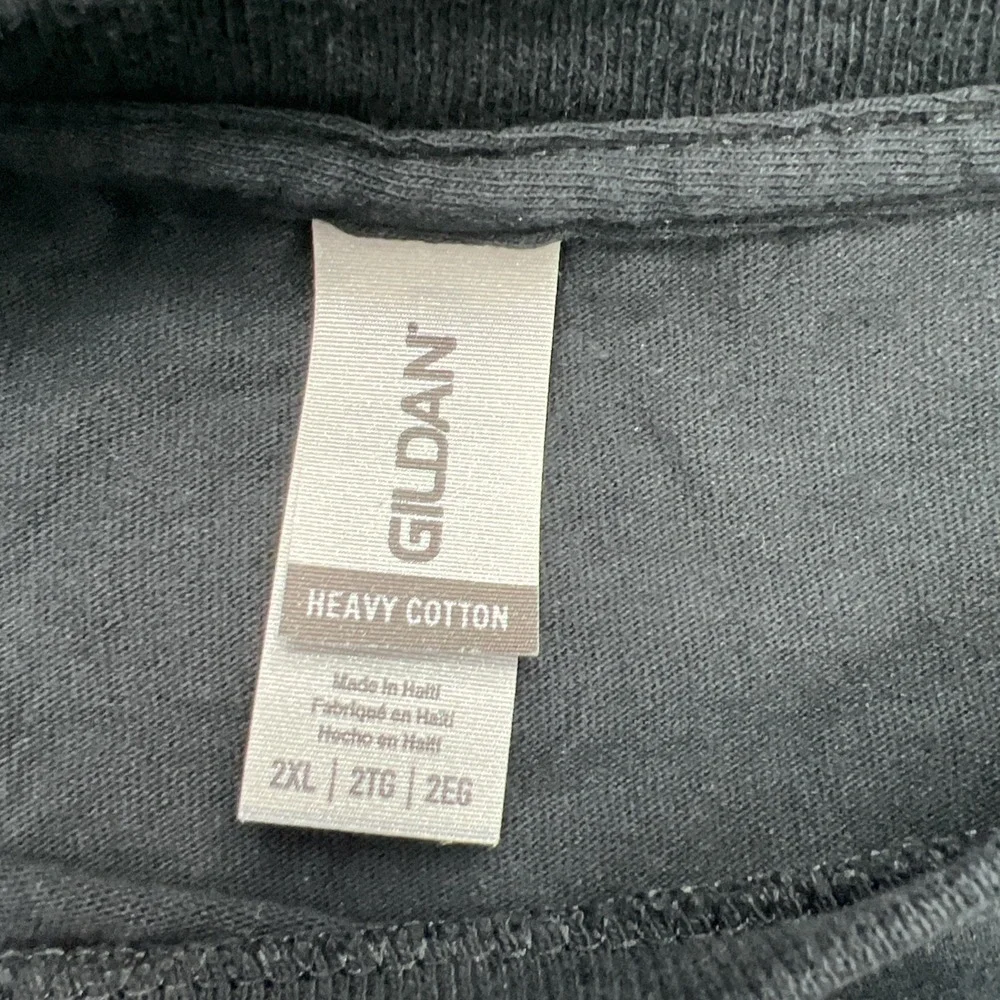 GILDAN
HEAVY COTTON
Made in Haiti
Fabriqué en Haïti
Hecho en Haití
2XL | 2TG | 2EG